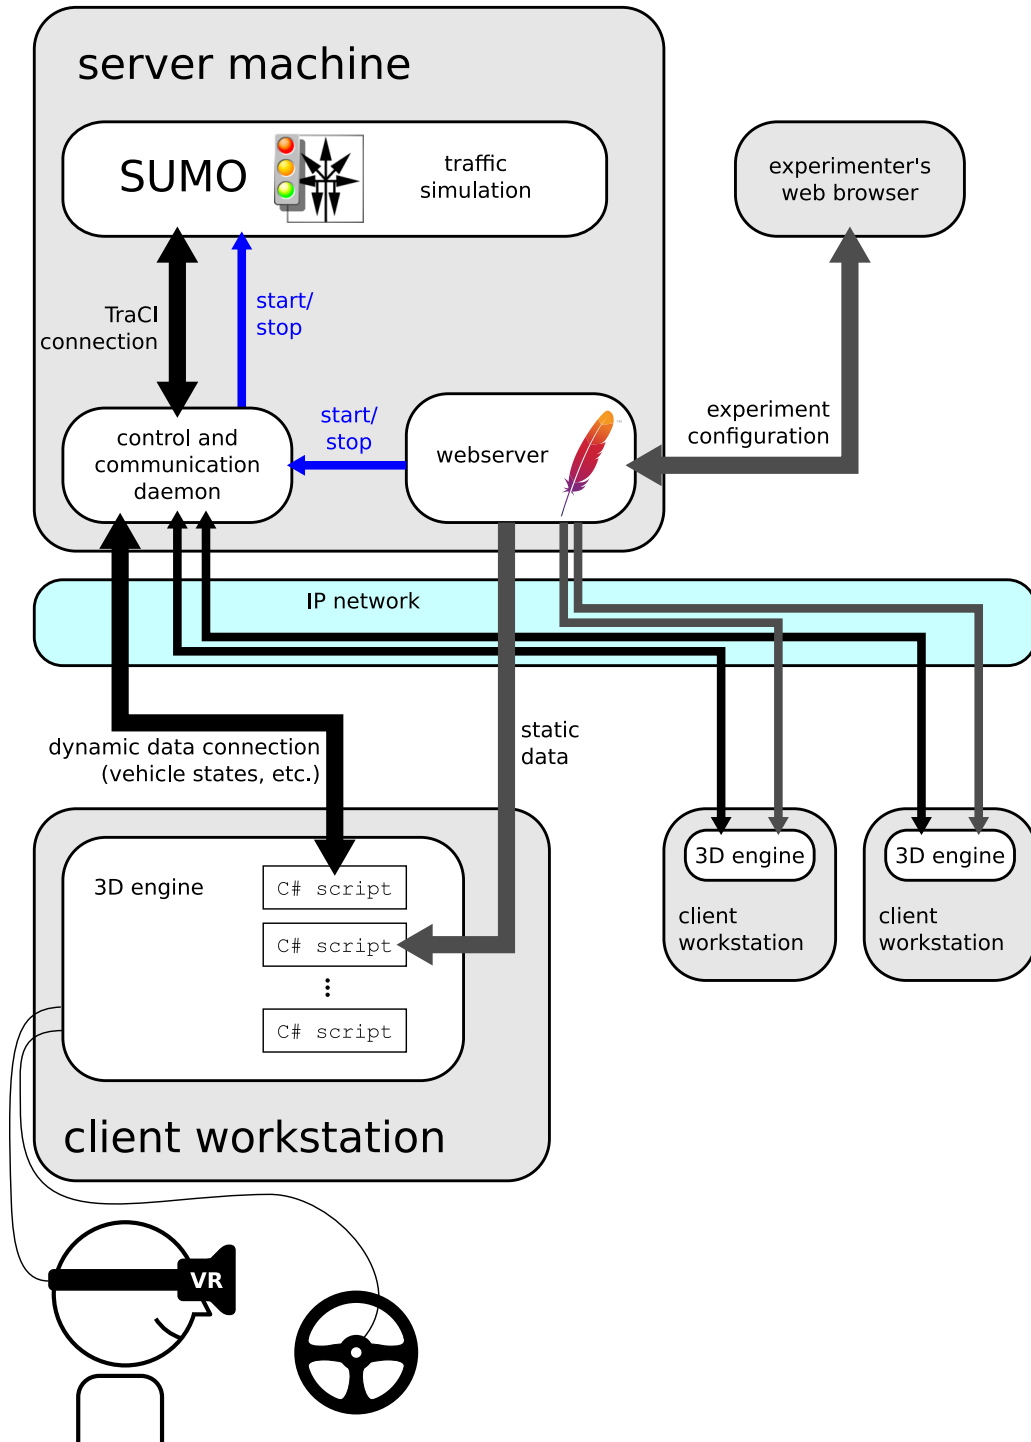 server machine
SUMO
traffic
simulation
experimenter's
web browser
TraCI
connection
start/
stop
start/
stop
experiment
configuration
control and
communication
daemon
webserver
IP network
dynamic data connection
(vehicle states, etc.)
static
data
3D engine
C# script
C# script
C# script
client workstation
3D engine
client
workstation
3D engine
client
workstation
VR